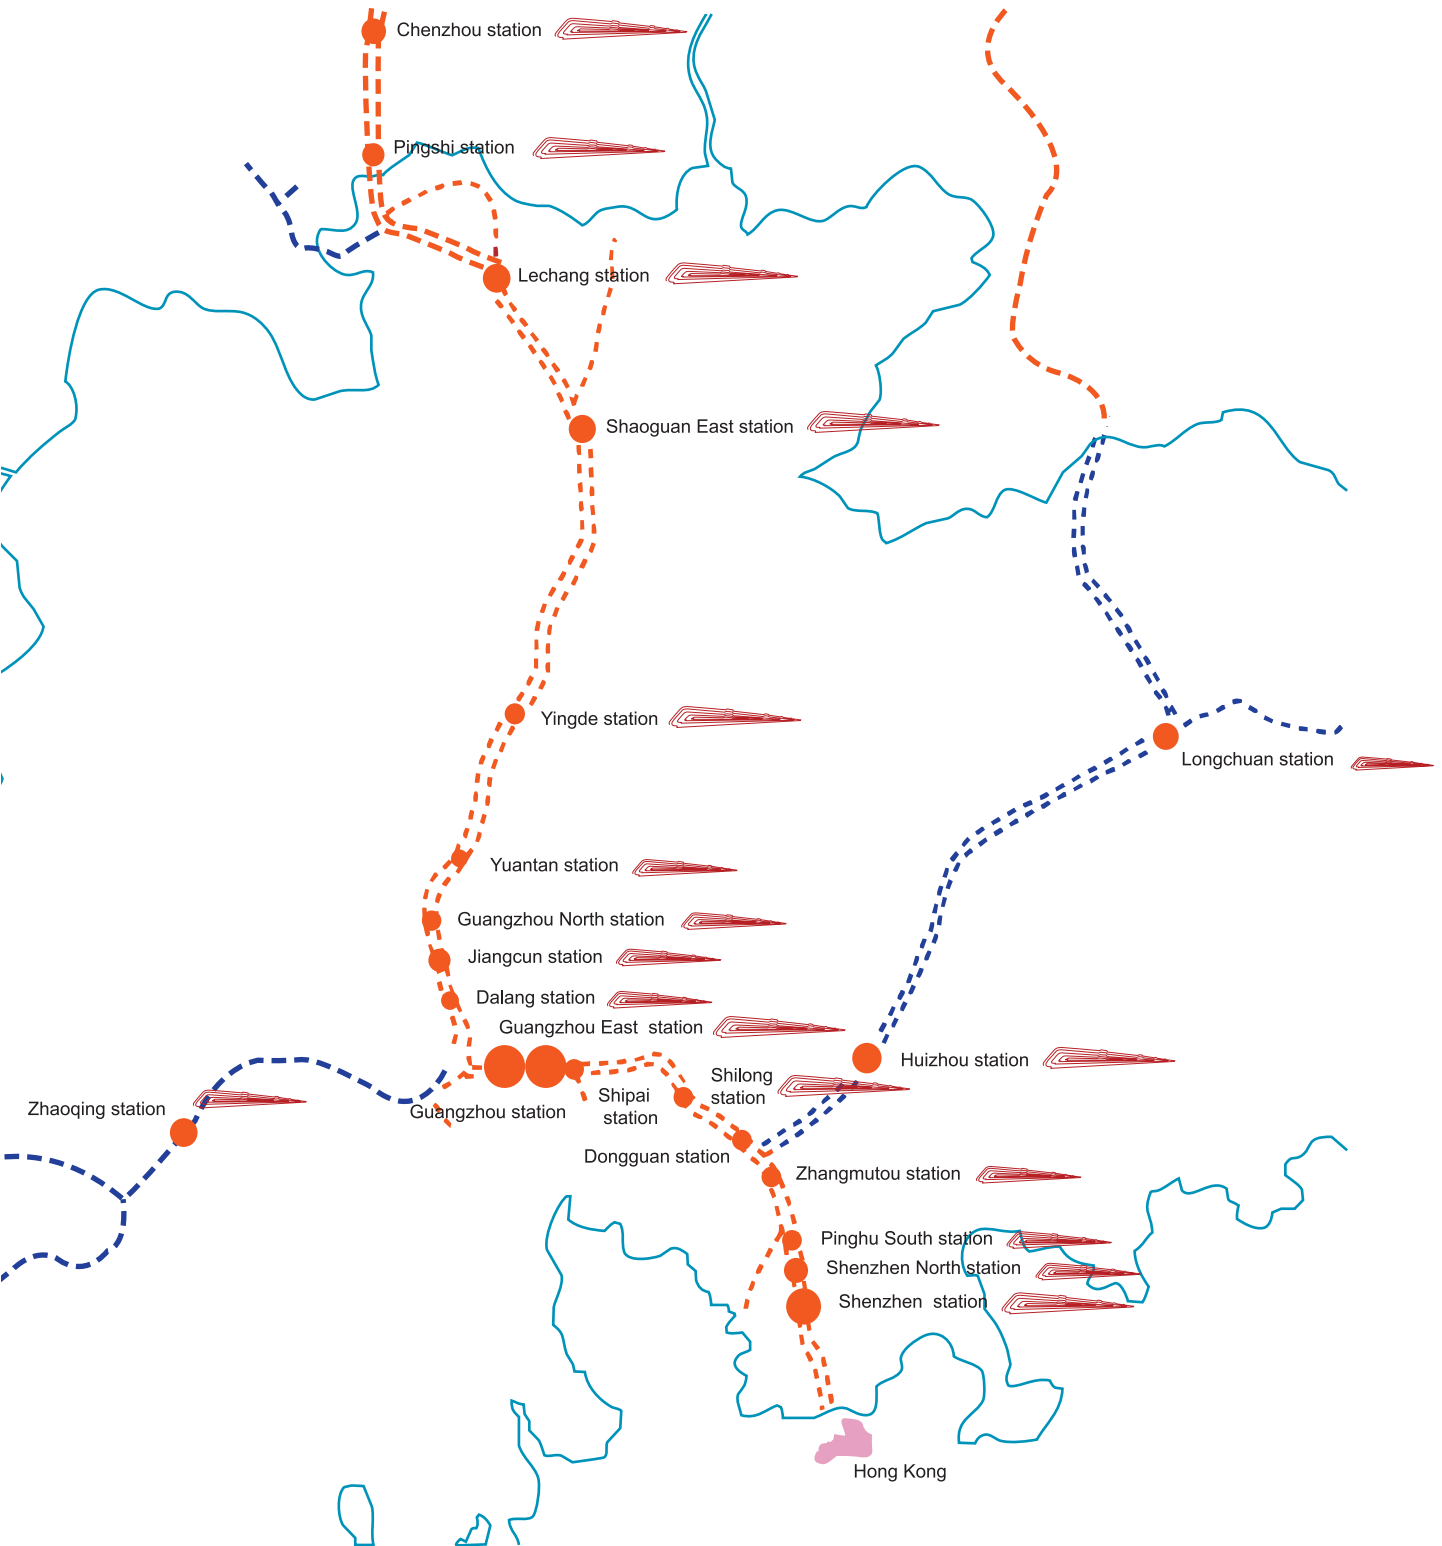 Chenzhou station
Pingshi station
Lechang station
Shaoguan East station
Yingde station
Longchuan station
Yuantan station
Guangzhou North station
Jiangcun station
Dalang station
Guangzhou East station
Huizhou station
Shilong
station
Shipai
station
Zhaoqing station
Guangzhou station
Dongguan station
Zhangmutou station
Pinghu South station
Shenzhen North station
Shenzhen station
Hong Kong